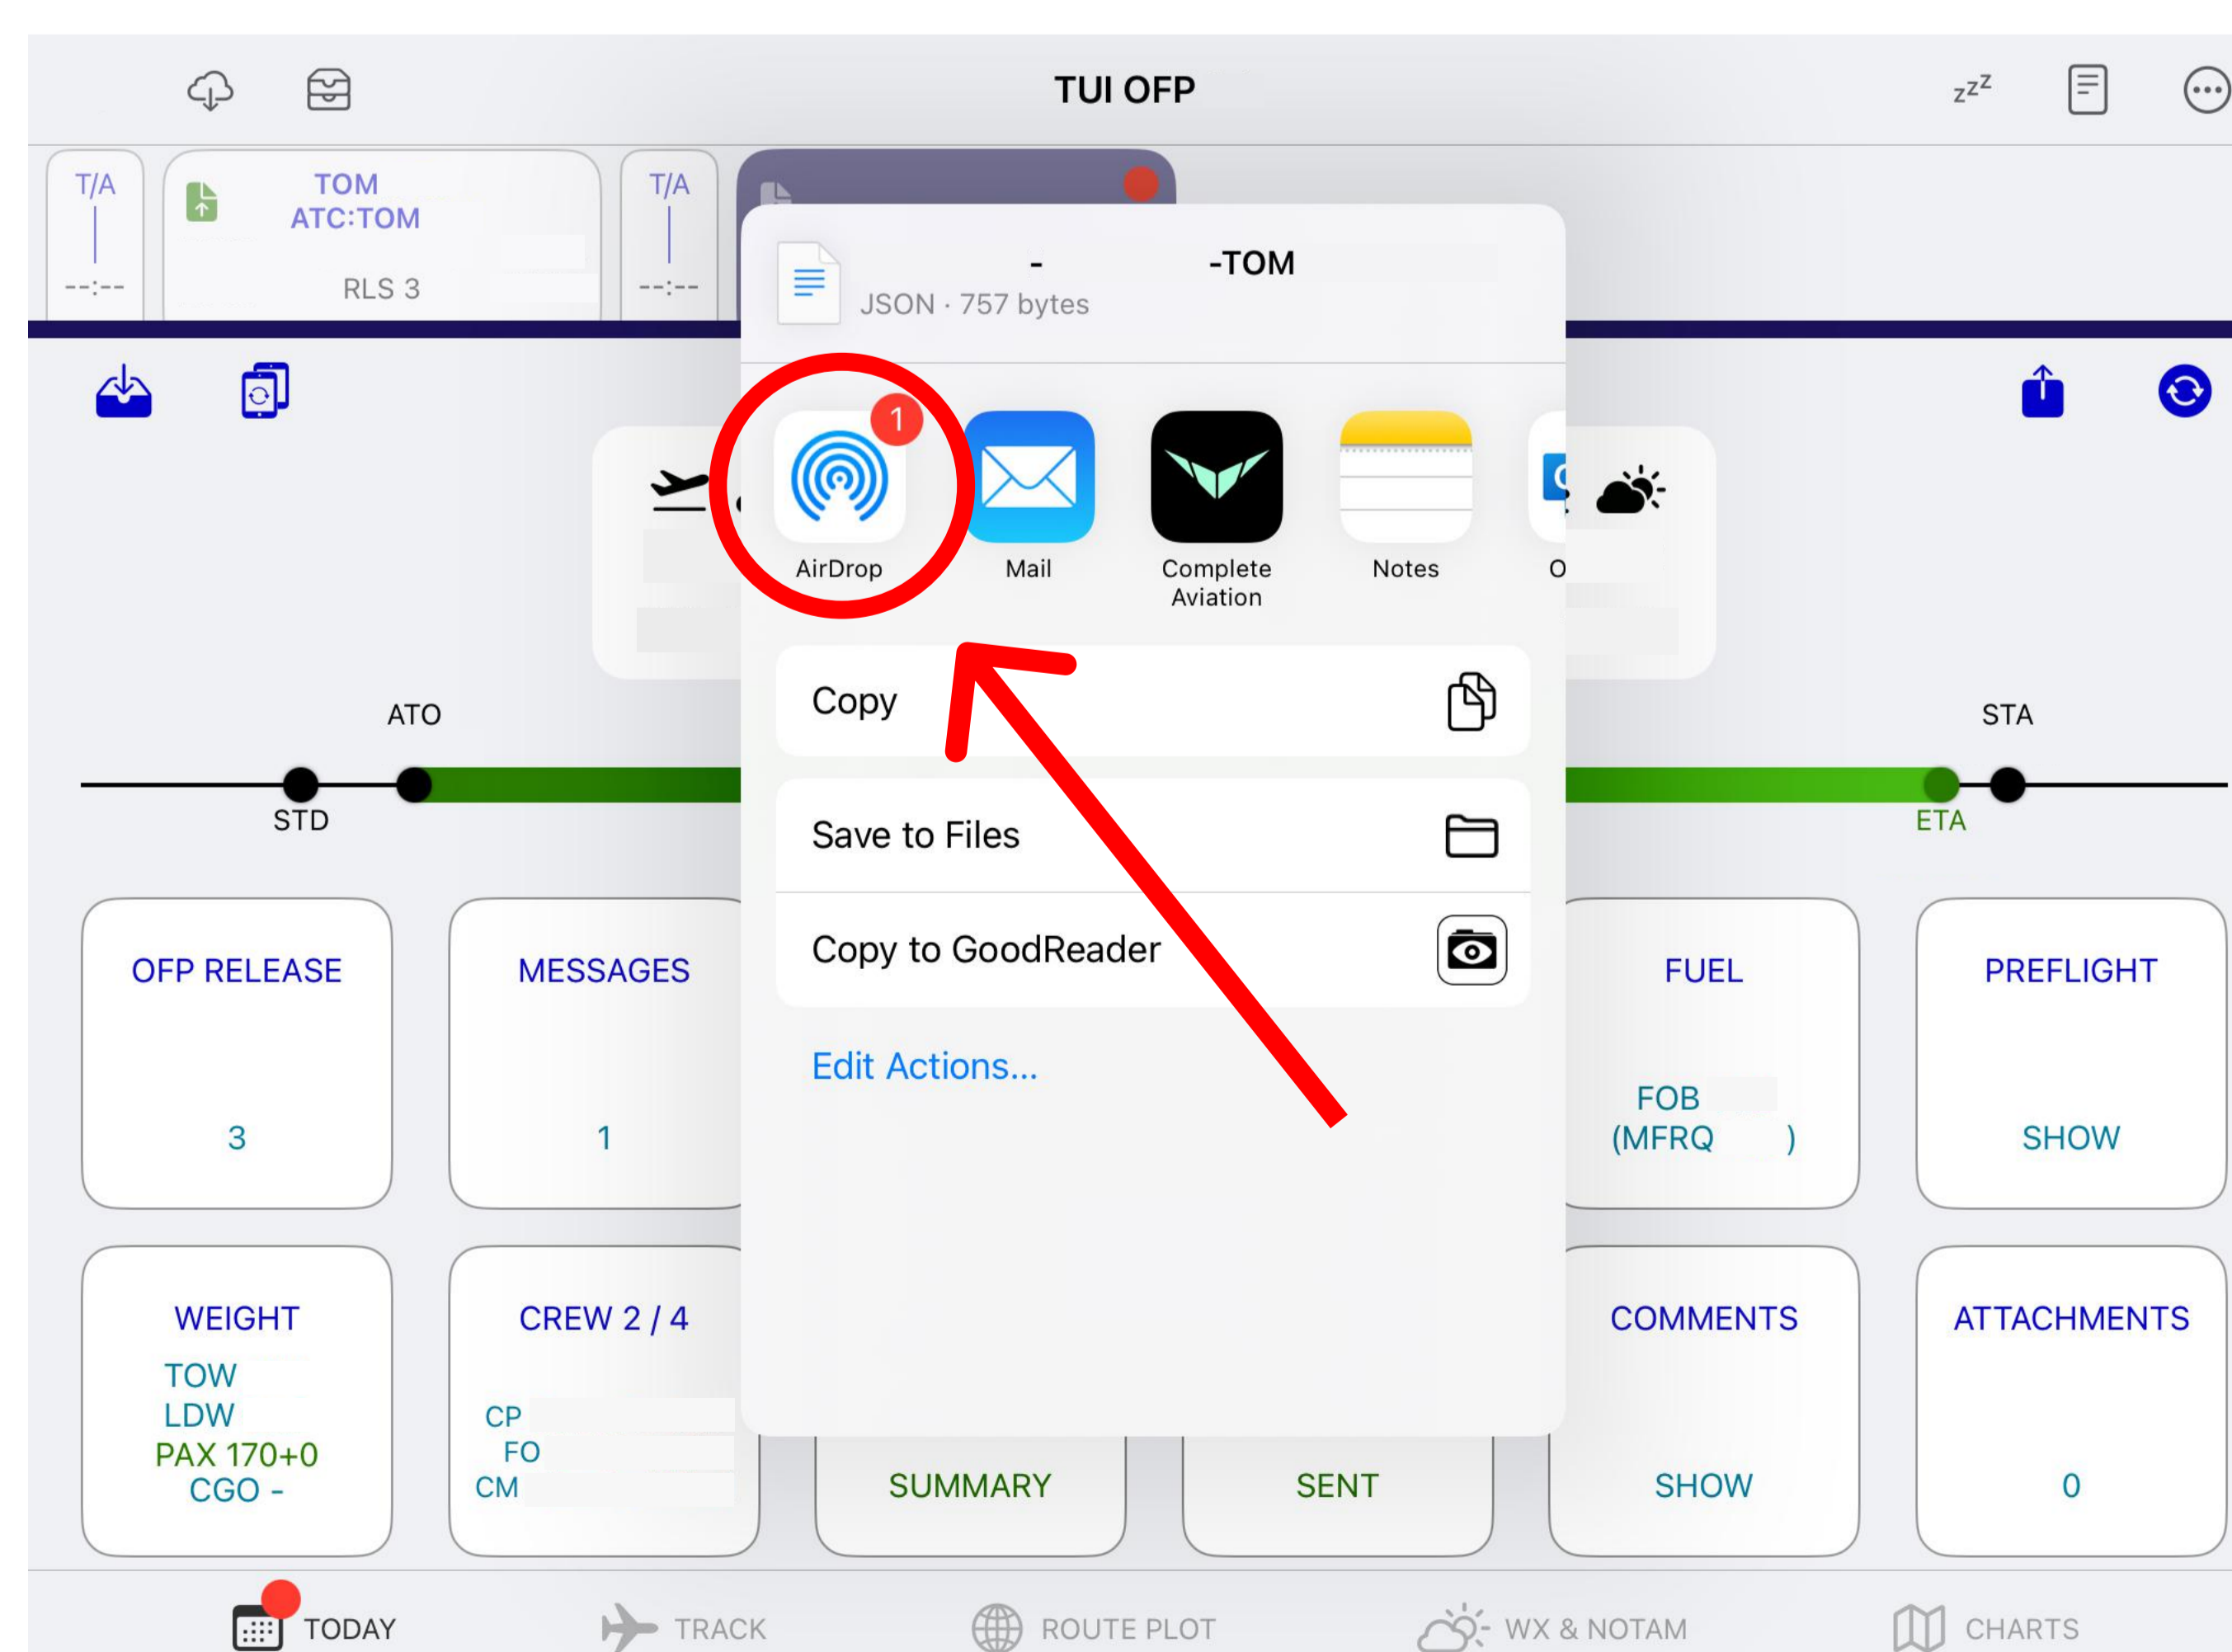 TUI OFP
zzZ
T/A
--:--
TOM
ATC:TOM
RLS 3
T/A
--:--
- -TOM
JSON · 757 bytes
1
AirDrop
Mail
Complete
Aviation
Notes
O
Copy
Save to Files
Copy to GoodReader
Edit Actions...
ATO
STD
STA
ETA
OFP RELEASE
3
MESSAGES
1
FUEL
FOB
(MFRQ )
PREFLIGHT
SHOW
WEIGHT
TOW
LDW
PAX 170+0
CGO -
CREW 2 / 4
CP
FO
CM
SUMMARY
SENT
COMMENTS
SHOW
ATTACHMENTS
0
TODAY
TRACK
ROUTE PLOT
WX & NOTAM
CHARTS